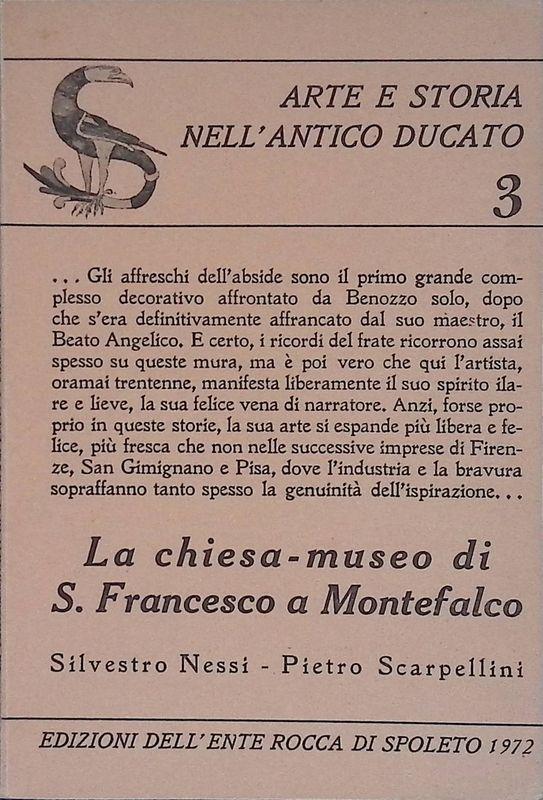 ARTE E STORIA
NELL'ANTICO DUCATO
3
... Gli affreschi dell'abside sono il primo grande com-
plesso decorativo affrontato da Benozzo solo, dopo
che s'era definitivamente affrancato dal suo maestro, il
Beato Angelico. E certo, i ricordi del frate ricorrono assai
spesso su queste mura, ma è poi vero che qui l'artista,
oramai trentenne, manifesta liberamente il suo spirito ila-
re e lieve, la sua felice vena di narratore. Anzi, forse pro-
prio in queste storie, la sua arte si espande più libera e fe-
lice, più fresca che non nelle successive imprese di Firen-
ze, San Gimignano e Pisa, dove l'industria e la bravura
sopraffanno tanto spesso la genuinità dell'ispirazione...
La chiesa-museo di
S. Francesco a Montefalco
Silvestro Nessi - Pietro Scarpellini
EDIZIONI DELL'ENTE ROCCA DI SPOLETO 1972